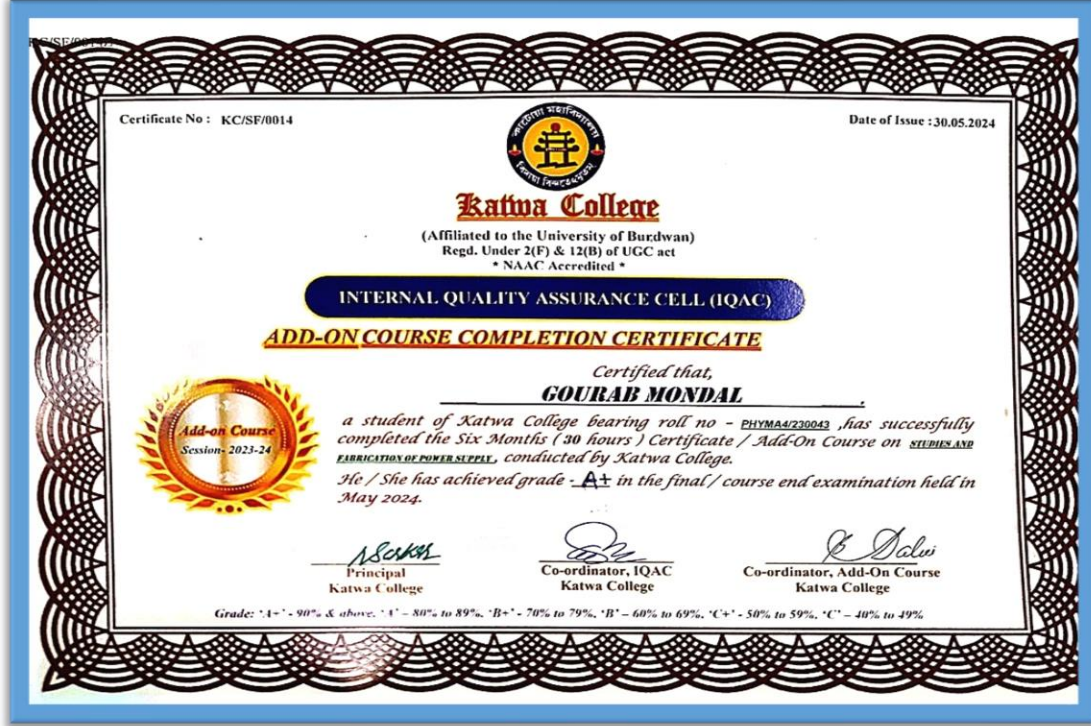 Certificate No : KC/SF/0014
Date of Issue :30.05.2024
কাটোয়া মহাবিদ্যালয়
Katwa College
(Affiliated to the University of Burdwan)
Regd. Under 2(F) & 12(B) of UGC act
* NAAC Accredited *
INTERNAL QUALITY ASSURANCE CELL (IQAC)
ADD-ON COURSE COMPLETION CERTIFICATE
Certified that,
GOURAB MONDAL
Add-on Course
Session- 2023-24
a student of Katwa College bearing roll no - PHYMA4/230043 ,has successfully
completed the Six Months ( 30 hours ) Certificate / Add-On Course on STUDIES AND
FABRICATION OF POWER SUPPLY , conducted by Katwa College.
He / She has achieved grade - A+ in the final / course end examination held in
May 2024.
Principal
Katwa College
Co-ordinator, IQAC
Katwa College
Co-ordinator, Add-On Course
Katwa College
Grade: 'A+' - 90% & above, 'A' – 80% to 89%, 'B+' - 70% to 79%, 'B' – 60% to 69%, 'C+' - 50% to 59%, 'C' – 40% to 49%